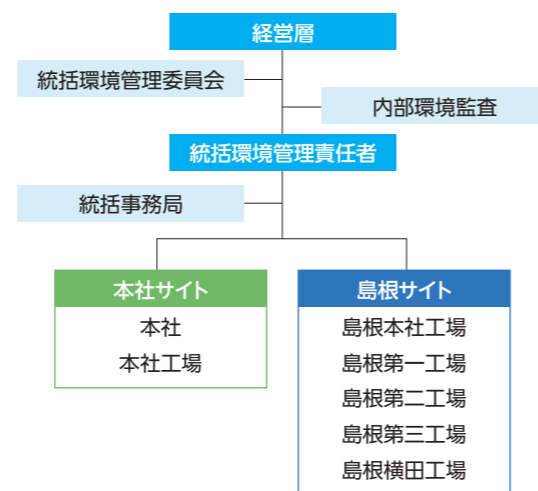 経営層
統括環境管理委員会
内部環境監査
統括環境管理責任者
統括事務局
本社サイト
本社
本社工場
島根サイト
島根本社工場
島根第一工場
島根第二工場
島根第三工場
島根横田工場